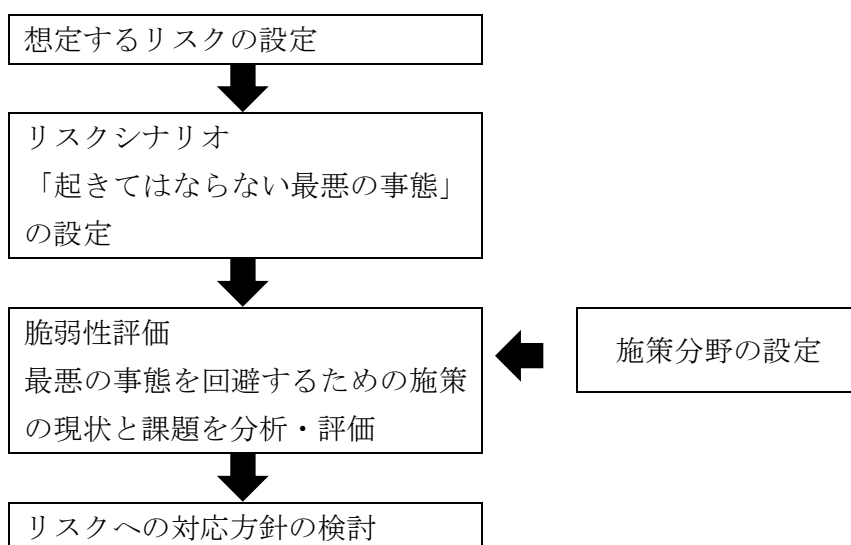 想定するリスクの設定
リスクシナリオ
「起きてはならない最悪の事態」
の設定
脆弱性評価
最悪の事態を回避するための施策
の現状と課題を分析・評価
施策分野の設定
リスクへの対応方針の検討